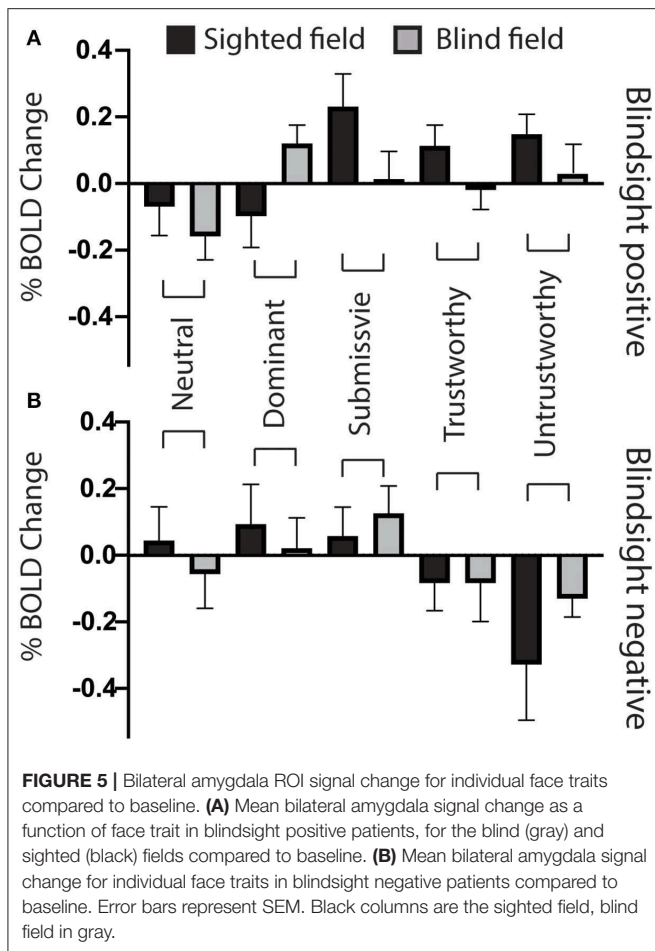 A
Sighted field
Blind field
0.4
0.2
0.0
-0.2
-0.4
% BOLD Change
Blindsight positive
Neutral
Dominant
Submissvie
Trustworthy
Untrustworthy
B
0.4
0.2
0.0
-0.2
-0.4
% BOLD Change
Blindsight negative
FIGURE 5 | Bilateral amygdala ROI signal change for individual face traits
compared to baseline. (A) Mean bilateral amygdala signal change as a
function of face trait in blindsight positive patients, for the blind (gray) and
sighted (black) fields compared to baseline. (B) Mean bilateral amygdala signal
change for individual face traits in blindsight negative patients compared to
baseline. Error bars represent SEM. Black columns are the sighted field, blind
field in gray.